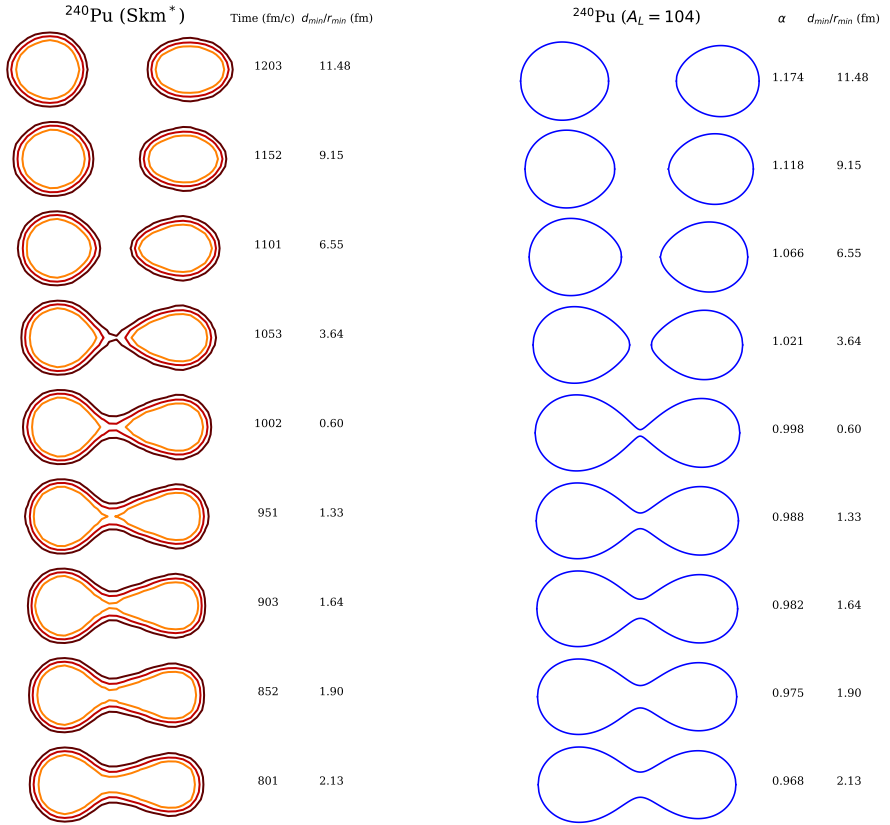 ²⁴⁰Pu (Skm*) Time (fm/c) dₘᵢₙ/rₘᵢₙ (fm) ²⁴⁰Pu (A_L = 104) α dₘᵢₙ/rₘᵢₙ (fm)
1203 11.48 1.174 11.48
1152 9.15 1.118 9.15
1101 6.55 1.066 6.55
1053 3.64 1.021 3.64
1002 0.60 0.998 0.60
951 1.33 0.988 1.33
903 1.64 0.982 1.64
852 1.90 0.975 1.90
801 2.13 0.968 2.13